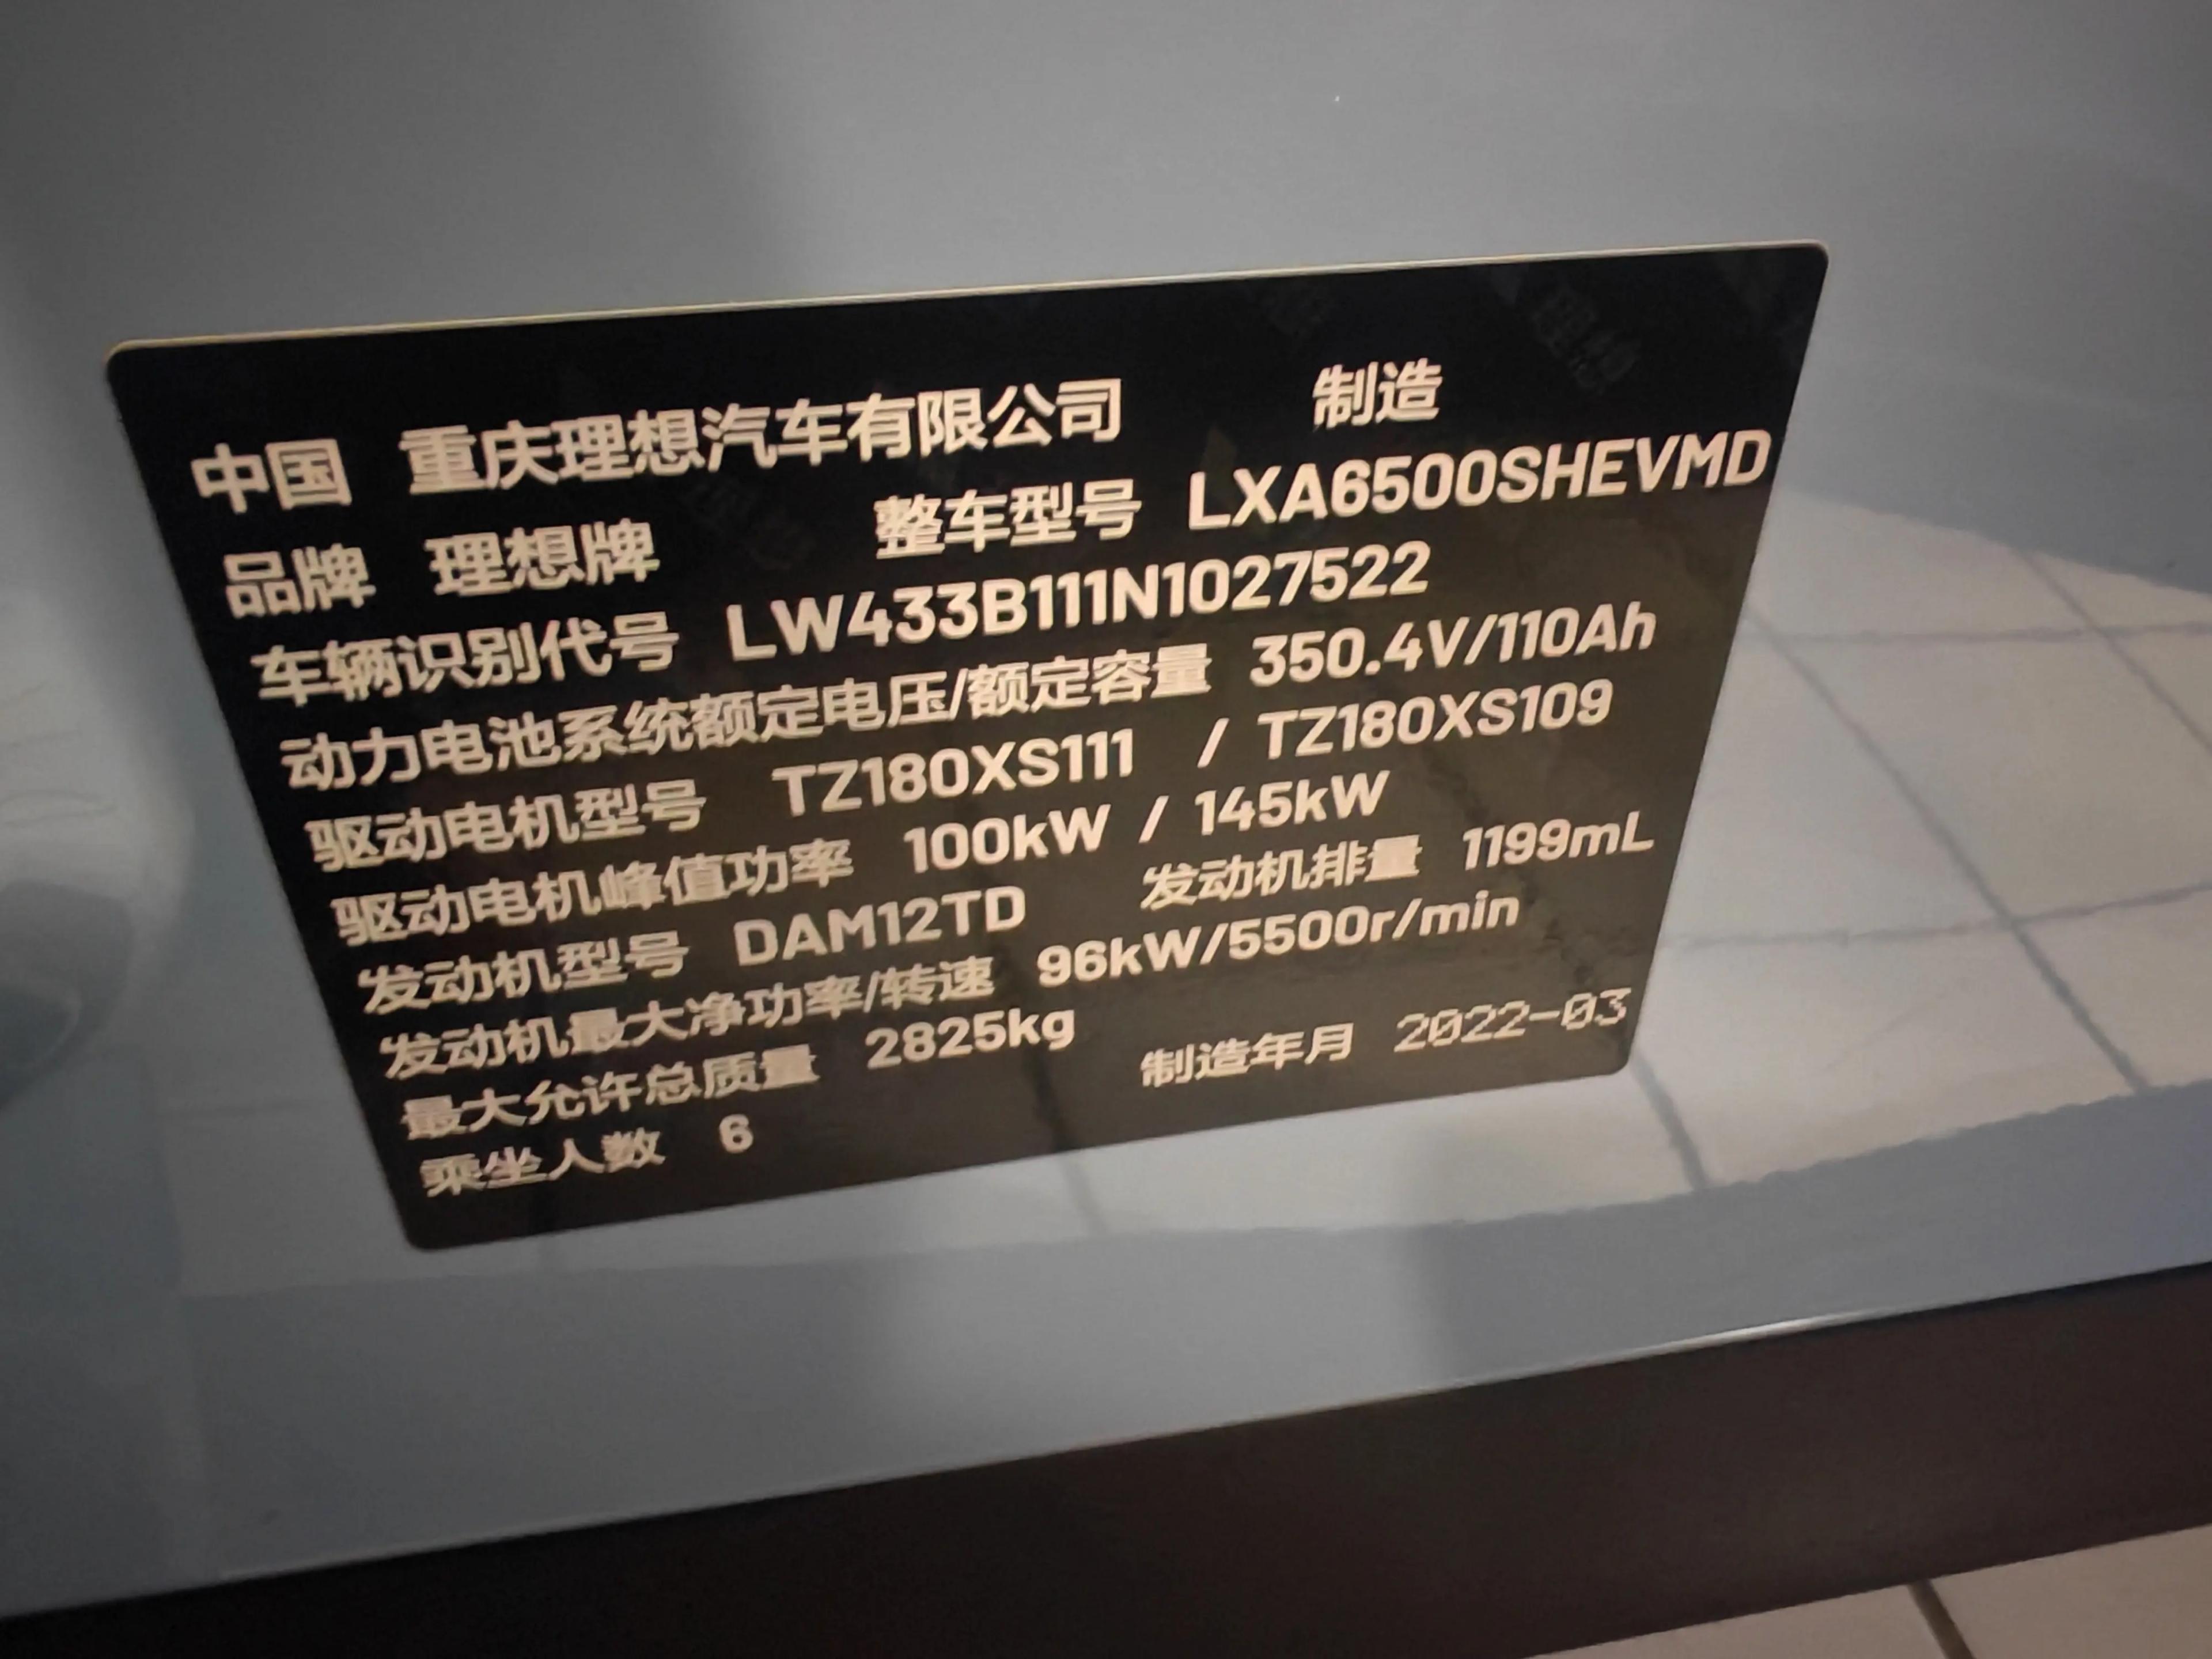 中国 重庆理想汽车有限公司 制造
品牌 理想牌 整车型号 LXA6500SHEVMD
车辆识别代号 LW433B111N1027522
动力电池系统额定电压/额定容量 350.4V/110Ah
驱动电机型号 TZ180XS111 / TZ180XS109
驱动电机峰值功率 100kW / 145kW
发动机型号 DAM12TD 发动机排量 1199mL
发动机最大净功率/转速 96kW/5500r/min
最大允许总质量 2825kg
乘坐人数 6 制造年月 2022-03